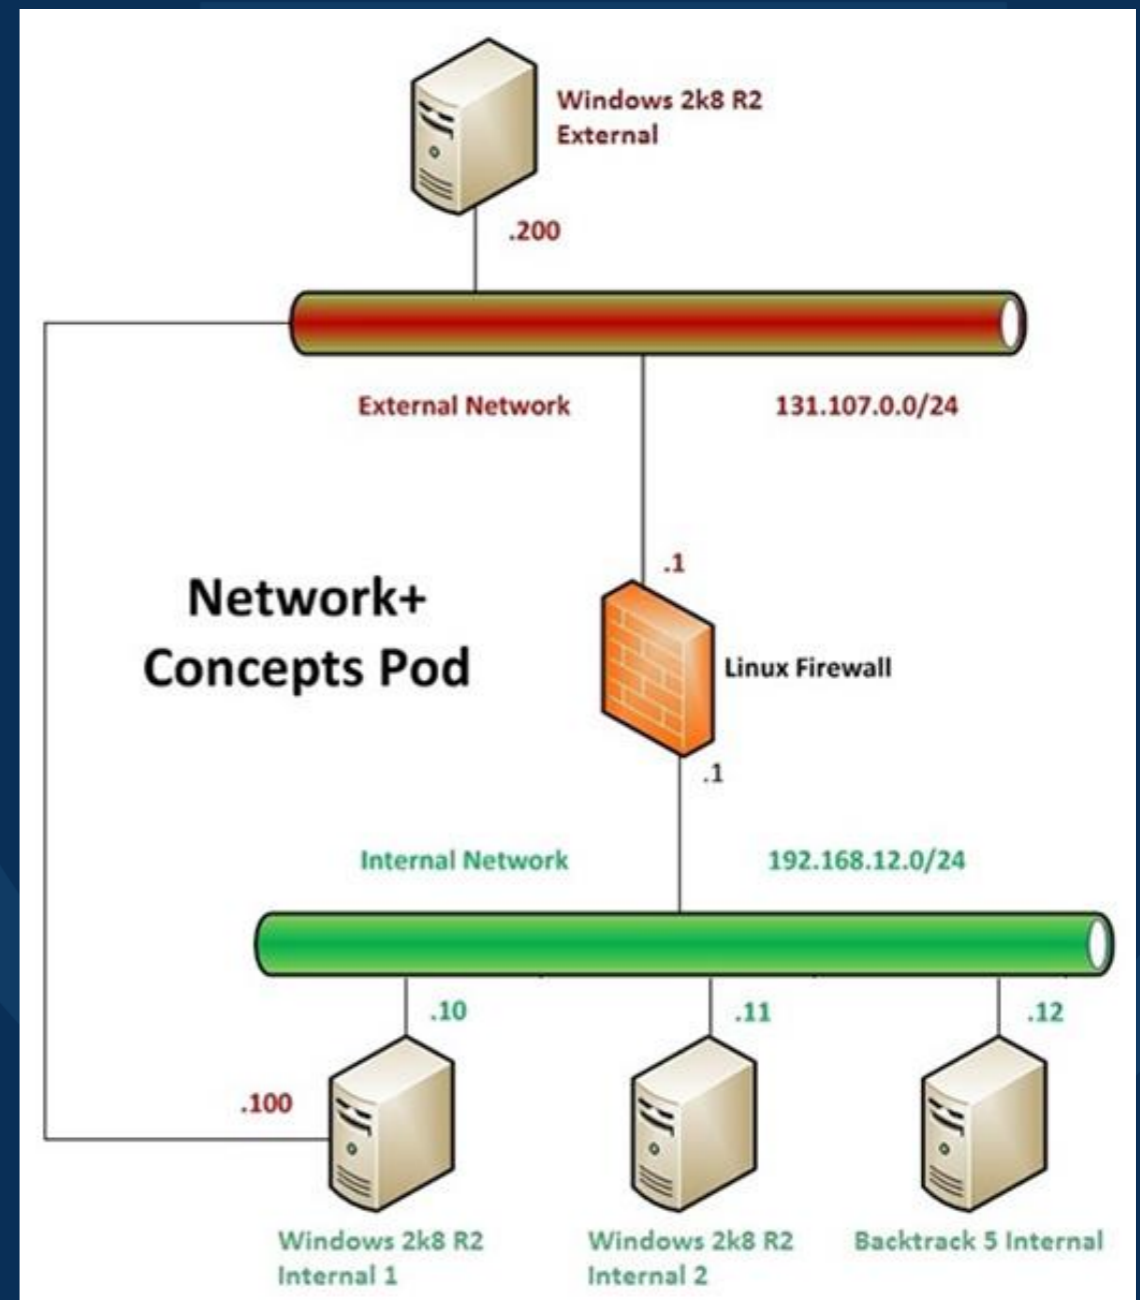 Windows 2k8 R2
External
.200
External Network
131.107.0.0/24
.1
Network+
Concepts Pod
Linux Firewall
.1
Internal Network
192.168.12.0/24
.10
.11
.12
.100
Windows 2k8 R2
Internal 1
Windows 2k8 R2
Internal 2
Backtrack 5 Internal